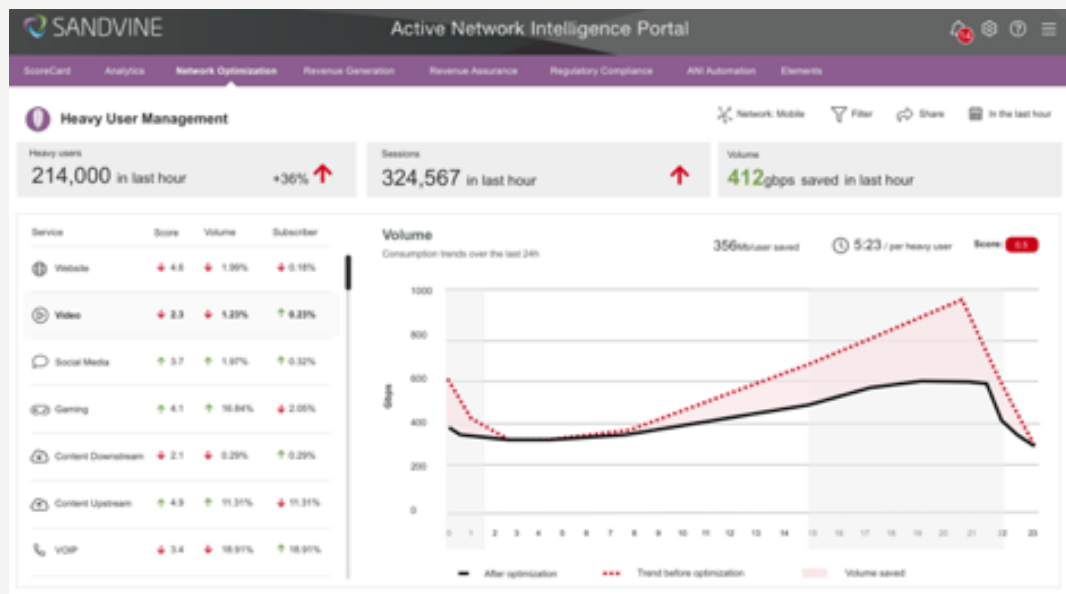 SANDVINE
Active Network Intelligence Portal
14
ScoreCard Analytics Network Optimization Revenue Generation Revenue Assurance Regulatory Compliance ANI Automation Elements
Heavy User Management
Network: Mobile Filter Share In the last hour
Heavy users
214,000 in last hour +36%
Sessions
324,567 in last hour
Volume
412gbps saved in last hour
Service Score Volume Subscriber
Website 4.6 1.99% 0.18%
Video 2.3 1.23% 0.23%
Social Media 3.7 1.97% 0.32%
Gaming 4.1 16.84% 2.05%
Content Downstream 2.1 0.29% 0.29%
Content Upstream 4.9 11.31% 11.31%
VOIP 3.4 18.91% 18.91%
Volume
Consumption trends over the last 24h
356Mb/user saved 5:23 / per heavy user Score: 0.5
1000
800
600
400
200
0
Gbps
0 1 2 3 4 5 6 7 8 9 10 11 12 13 14 15 16 17 18 19 20 21 22 23
After optimization Trend before optimization Volume saved